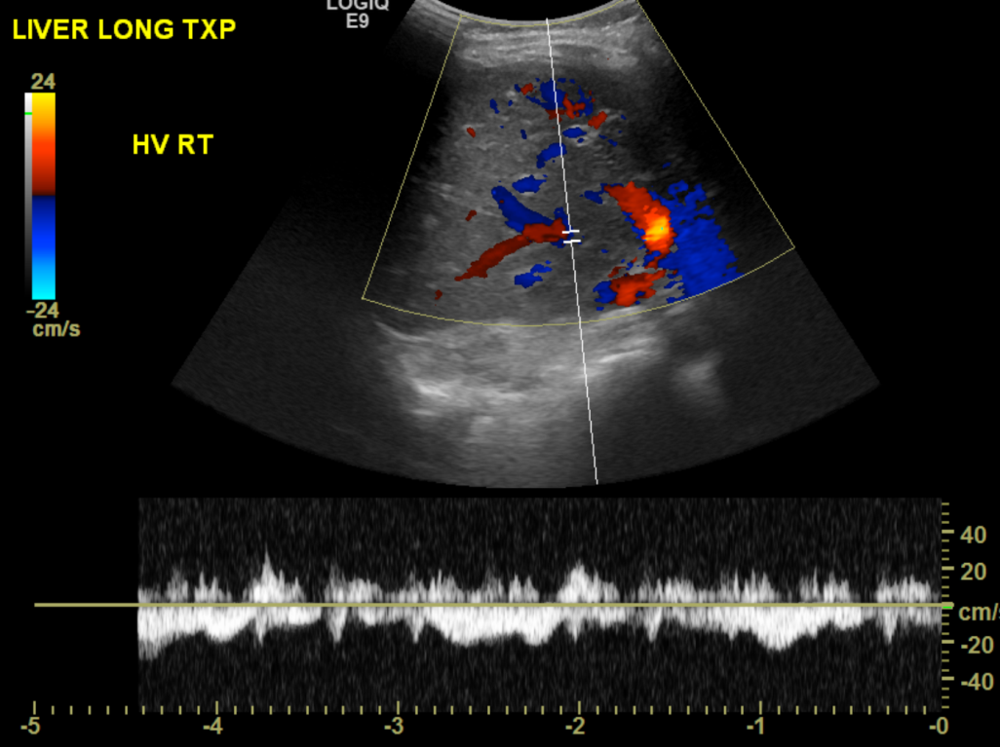 LOGIQ
E9
LIVER LONG TXP
24
HV RT
-24
cm/s
40
20
cm/s
-20
-40
-5 -4 -3 -2 -1 -0